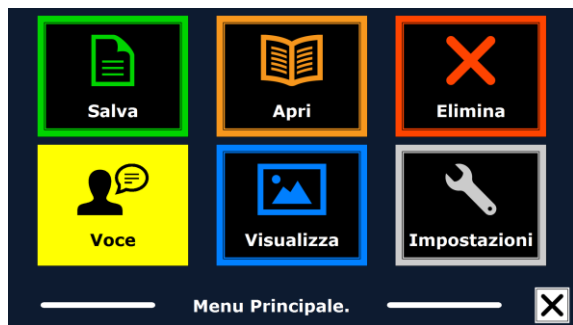 Salva
Apri
Elimina
Voce
Visualizza
Impostazioni
Menu Principale.